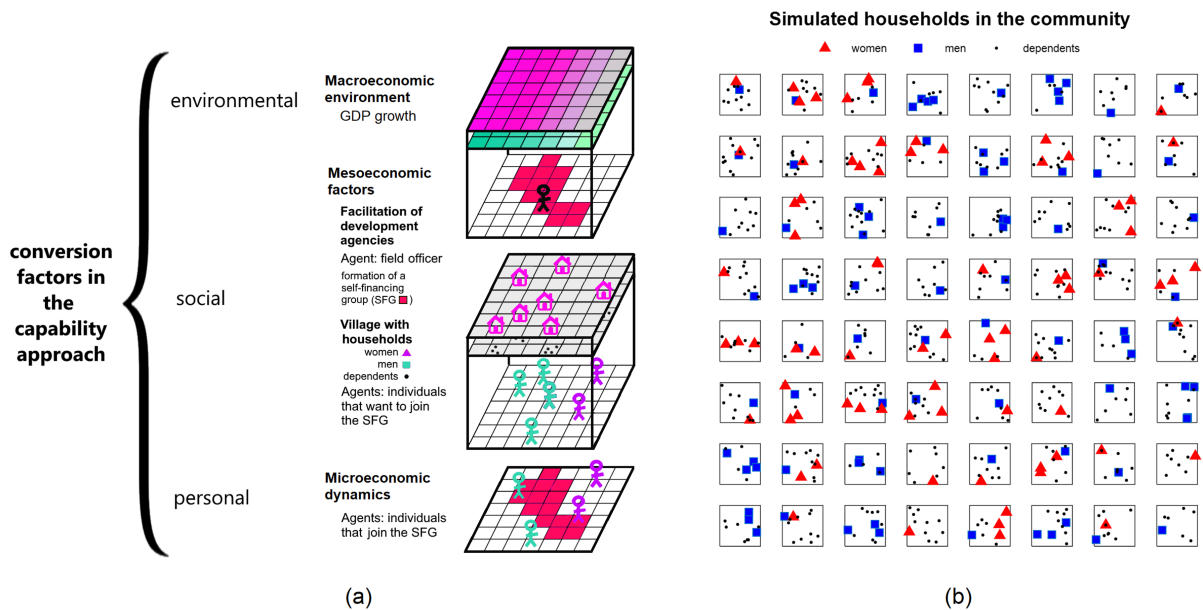 conversion
factors in
the
capability
approach
environmental
social
personal
Macroeconomic
environment
GDP growth
Mesoeconomic
factors
Facilitation of
development
agencies
Agent: field officer
formation of a
self-financing
group (SFG )
Village with
households
women
men
dependents
Agents: individuals
that want to join
the SFG
Microeconomic
dynamics
Agents: individuals
that join the SFG
(a)
Simulated households in the community
women men dependents
(b)